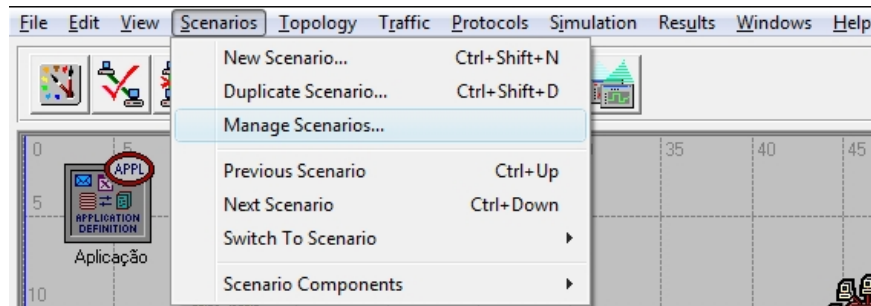 File Edit View Scenarios Topology Traffic Protocols Simulation Results Windows Help
New Scenario... Ctrl+Shift+N
Duplicate Scenario... Ctrl+Shift+D
Manage Scenarios...
0 5 35 40 45
APPL
Previous Scenario Ctrl+Up
5
Next Scenario Ctrl+Down
APPLICATION
DEFINITION
Switch To Scenario
Aplicação
Scenario Components
10